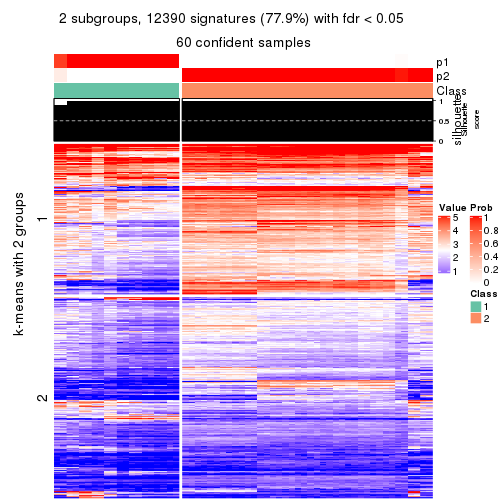 2 subgroups, 12390 signatures (77.9%) with fdr < 0.05
60 confident samples
p1
p2
Class
silhouette
Silhouette
score
1
0.5
0
k-means with 2 groups
1
2
Value
5
4
3
2
1
Prob
1
0.8
0.6
0.4
0.2
0
Class
1
2